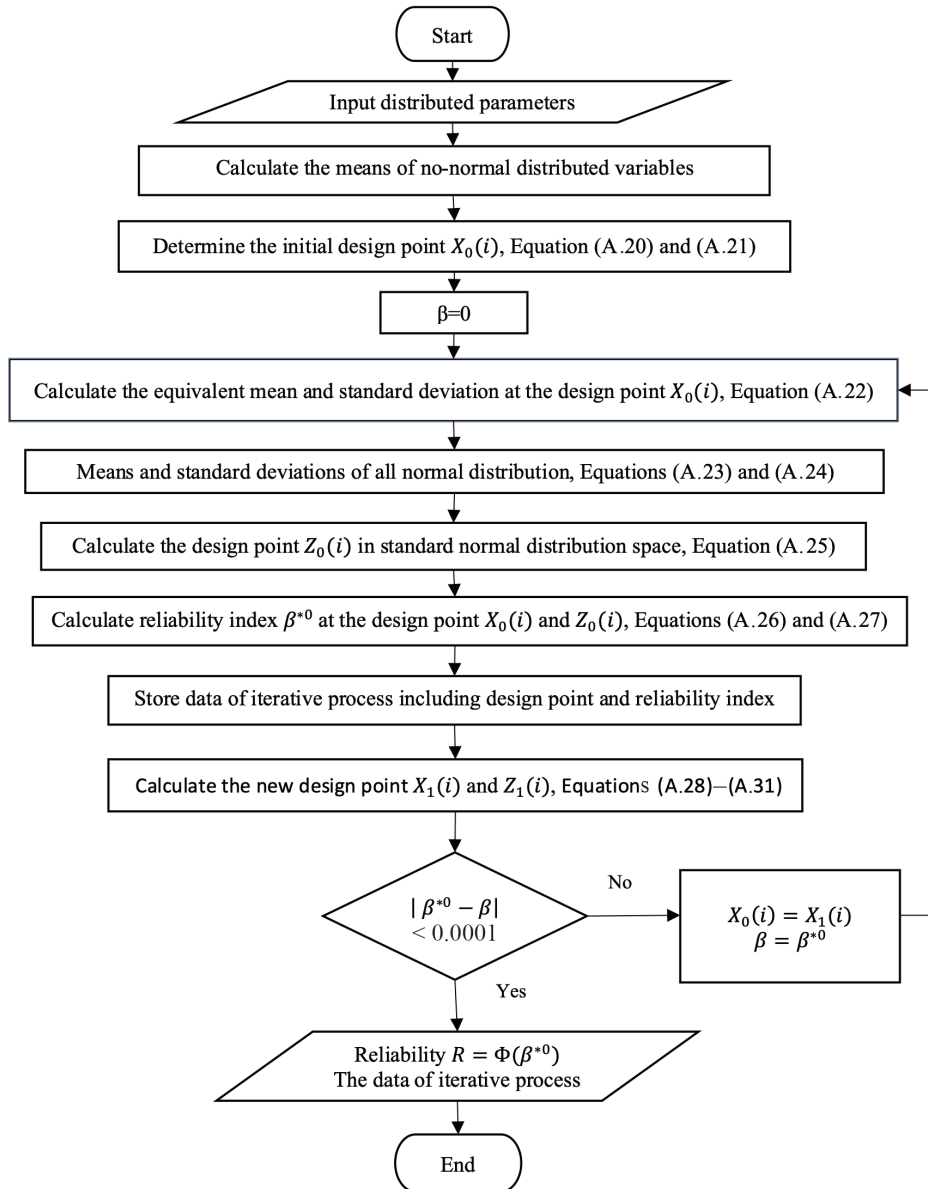 Start
Input distributed parameters
Calculate the means of no-normal distributed variables
Determine the initial design point X₀(i), Equation (A.20) and (A.21)
β=0
Calculate the equivalent mean and standard deviation at the design point X₀(i), Equation (A.22)
Means and standard deviations of all normal distribution, Equations (A.23) and (A.24)
Calculate the design point Z₀(i) in standard normal distribution space, Equation (A.25)
Calculate reliability index β*⁰ at the design point X₀(i) and Z₀(i), Equations (A.26) and (A.27)
Store data of iterative process including design point and reliability index
Calculate the new design point X₁(i) and Z₁(i), Equations (A.28)–(A.31)
| β*⁰ − β|
< 0.0001
No
X₀(i) = X₁(i)
β = β*⁰
Yes
Reliability R = Φ(β*⁰)
The data of iterative process
End